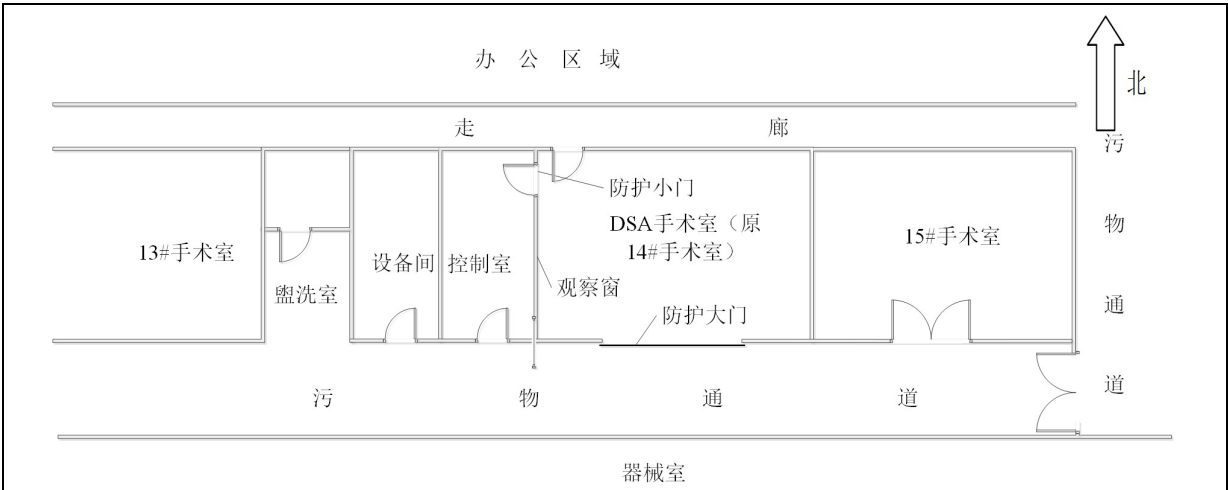 办公区域
北
走廊
污物通道
防护小门
DSA手术室（原
14#手术室）
15#手术室
13#手术室
设备间
控制室
盥洗室
观察窗
防护大门
污物通道
器械室